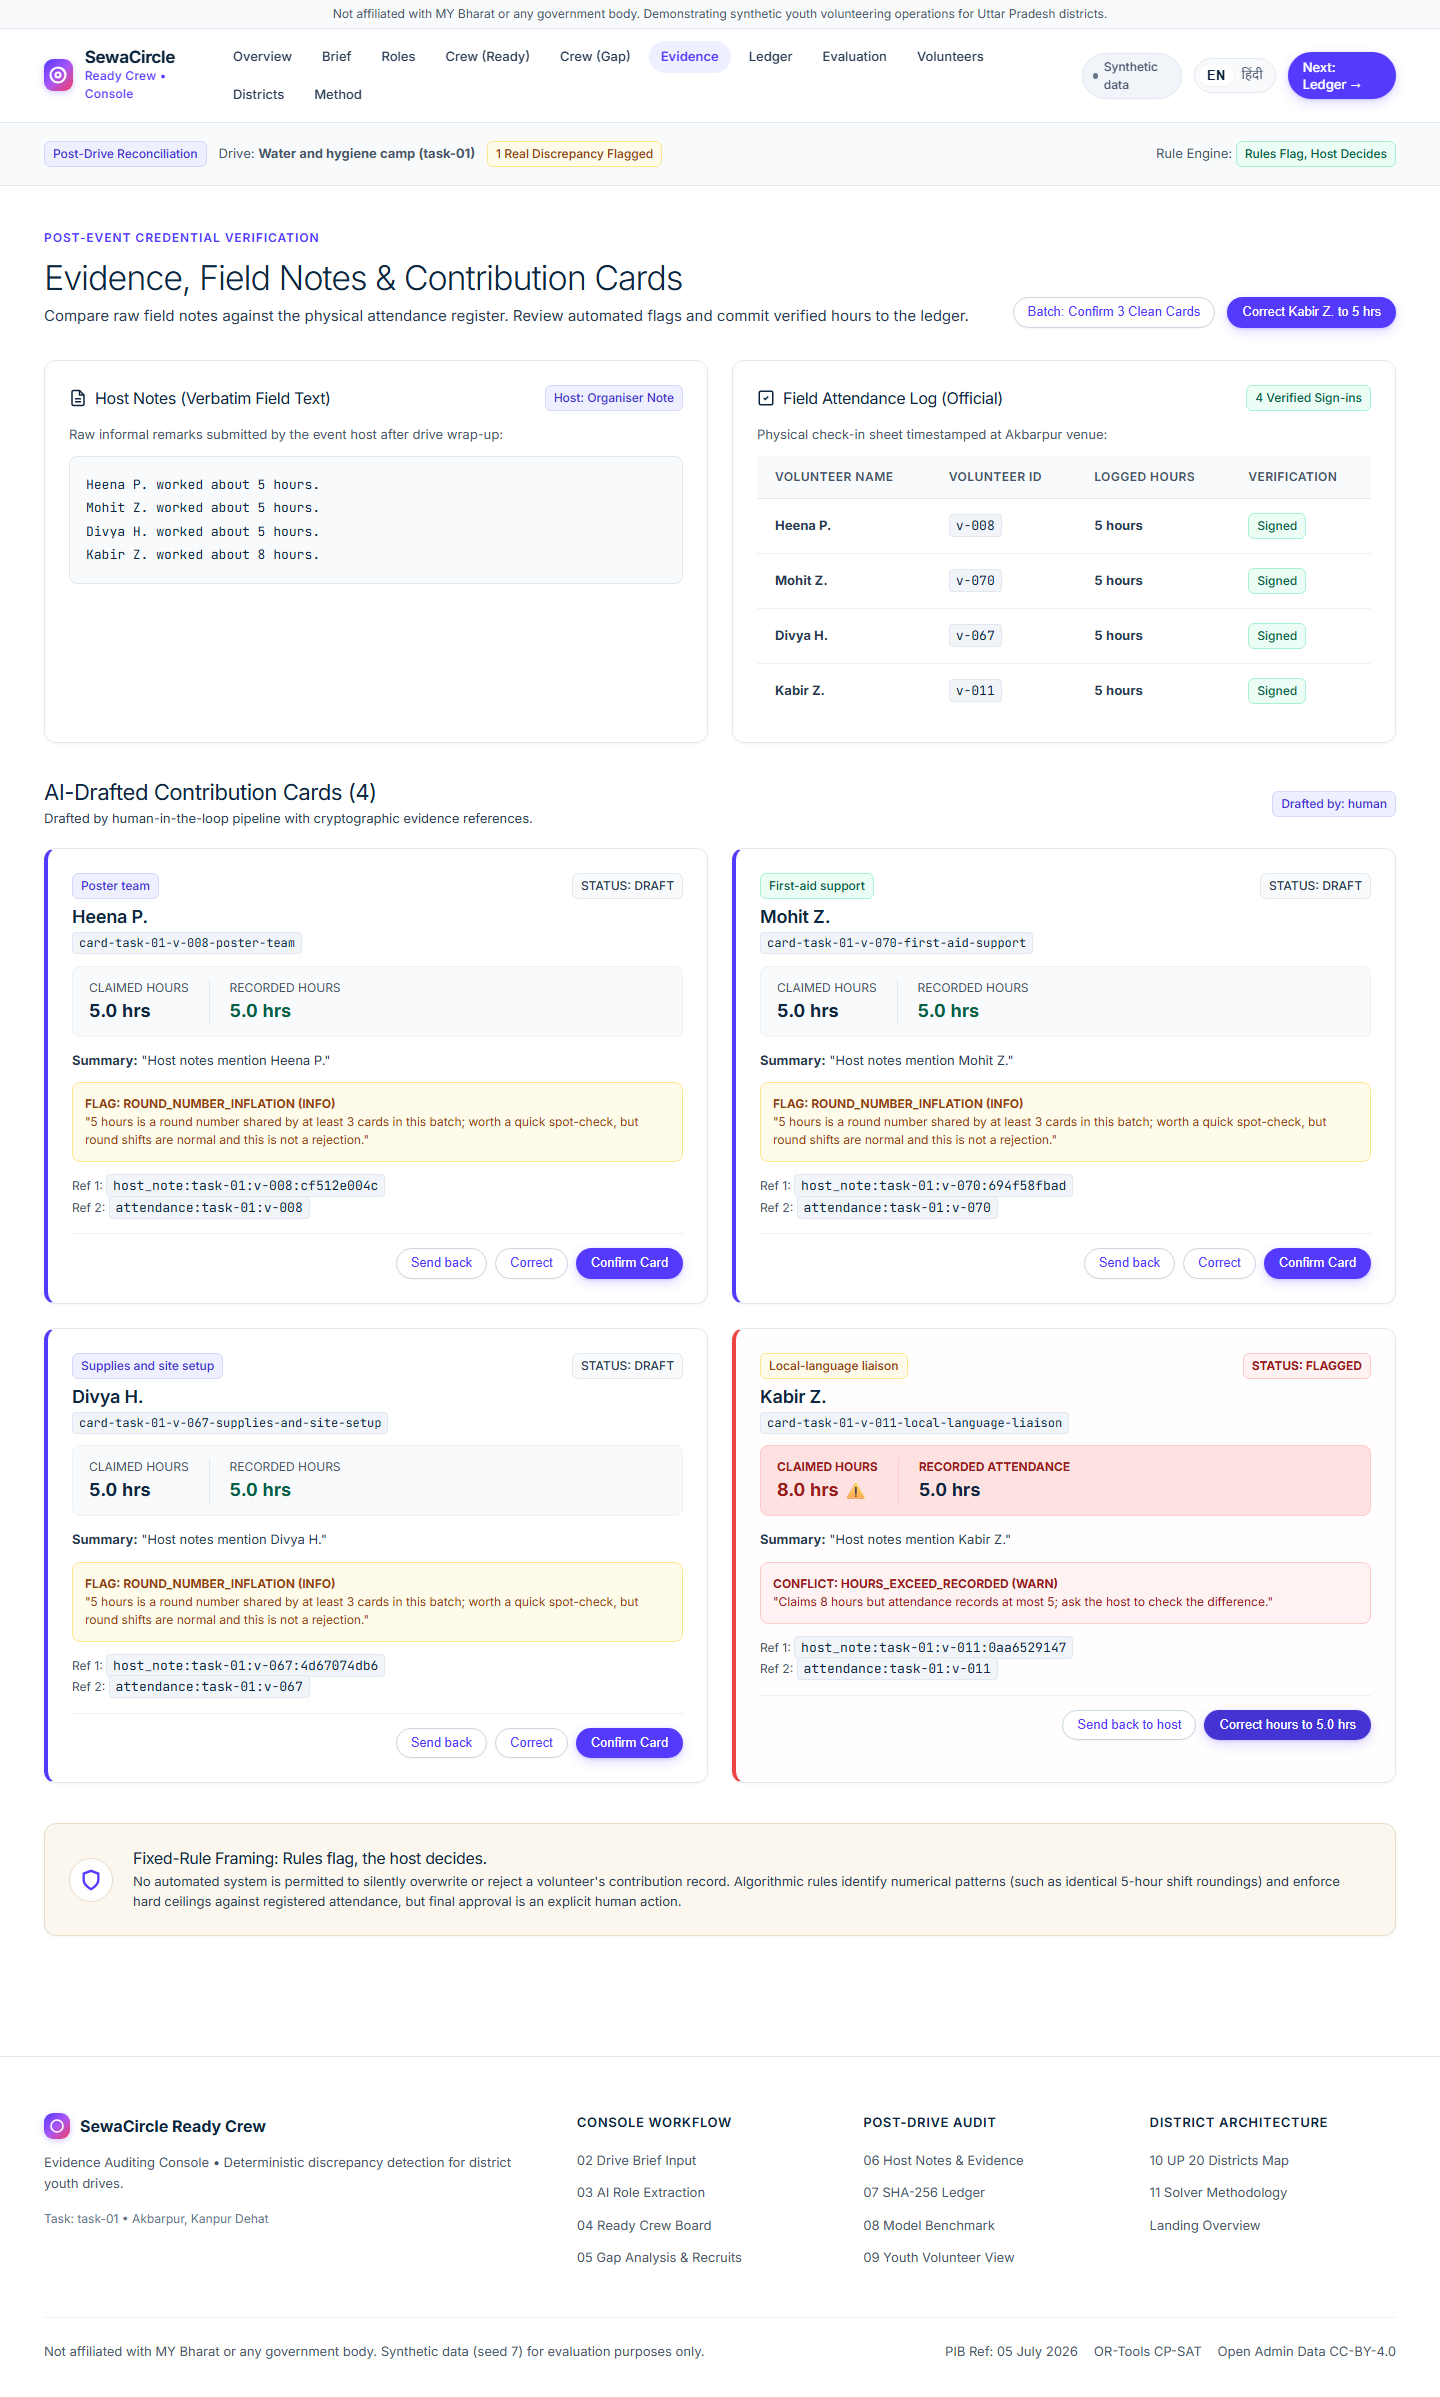 Not affiliated with MY Bharat or any government body. Demonstrating synthetic youth volunteering operations for Uttar Pradesh districts.
SewaCircle
Ready Crew •
Console
Overview
Brief
Roles
Crew (Ready)
Crew (Gap)
Evidence
Ledger
Evaluation
Volunteers
Districts
Method
Synthetic
data
EN
हिंदी
Next:
Ledger →
Post-Drive Reconciliation
Drive: Water and hygiene camp (task-01)
1 Real Discrepancy Flagged
Rule Engine: Rules Flag, Host Decides
POST-EVENT CREDENTIAL VERIFICATION
Evidence, Field Notes & Contribution Cards
Compare raw field notes against the physical attendance register. Review automated flags and commit verified hours to the ledger.
Batch: Confirm 3 Clean Cards
Correct Kabir Z. to 5 hrs
Host Notes (Verbatim Field Text)
Host: Organiser Note
Raw informal remarks submitted by the event host after drive wrap-up:
Heena P. worked about 5 hours.
Mohit Z. worked about 5 hours.
Divya H. worked about 5 hours.
Kabir Z. worked about 8 hours.
Field Attendance Log (Official)
4 Verified Sign-ins
Physical check-in sheet timestamped at Akbarpur venue:
VOLUNTEER NAME VOLUNTEER ID LOGGED HOURS VERIFICATION
Heena P. v-008 5 hours Signed
Mohit Z. v-070 5 hours Signed
Divya H. v-067 5 hours Signed
Kabir Z. v-011 5 hours Signed
AI-Drafted Contribution Cards (4)
Drafted by human-in-the-loop pipeline with cryptographic evidence references.
Drafted by: human
Poster team
STATUS: DRAFT
Heena P.
card-task-01-v-008-poster-team
CLAIMED HOURS RECORDED HOURS
5.0 hrs 5.0 hrs
Summary: "Host notes mention Heena P."
FLAG: ROUND_NUMBER_INFLATION (INFO)
"5 hours is a round number shared by at least 3 cards in this batch; worth a quick spot-check, but
round shifts are normal and this is not a rejection."
Ref 1: host_note:task-01:v-008:cf512e004c
Ref 2: attendance:task-01:v-008
Send back
Correct
Confirm Card
First-aid support
STATUS: DRAFT
Mohit Z.
card-task-01-v-070-first-aid-support
CLAIMED HOURS RECORDED HOURS
5.0 hrs 5.0 hrs
Summary: "Host notes mention Mohit Z."
FLAG: ROUND_NUMBER_INFLATION (INFO)
"5 hours is a round number shared by at least 3 cards in this batch; worth a quick spot-check, but
round shifts are normal and this is not a rejection."
Ref 1: host_note:task-01:v-070:694f58fbad
Ref 2: attendance:task-01:v-070
Send back
Correct
Confirm Card
Supplies and site setup
STATUS: DRAFT
Divya H.
card-task-01-v-067-supplies-and-site-setup
CLAIMED HOURS RECORDED HOURS
5.0 hrs 5.0 hrs
Summary: "Host notes mention Divya H."
FLAG: ROUND_NUMBER_INFLATION (INFO)
"5 hours is a round number shared by at least 3 cards in this batch; worth a quick spot-check, but
round shifts are normal and this is not a rejection."
Ref 1: host_note:task-01:v-067:4d67074db6
Ref 2: attendance:task-01:v-067
Send back
Correct
Confirm Card
Local-language liaison
STATUS: FLAGGED
Kabir Z.
card-task-01-v-011-local-language-liaison
CLAIMED HOURS RECORDED ATTENDANCE
8.0 hrs ⚠️ 5.0 hrs
Summary: "Host notes mention Kabir Z."
CONFLICT: HOURS_EXCEED_RECORDED (WARN)
"Claims 8 hours but attendance records at most 5; ask the host to check the difference."
Ref 1: host_note:task-01:v-011:0aa6529147
Ref 2: attendance:task-01:v-011
Send back to host
Correct hours to 5.0 hrs
Fixed-Rule Framing: Rules flag, the host decides.
No automated system is permitted to silently overwrite or reject a volunteer's contribution record. Algorithmic rules identify numerical patterns (such as identical 5-hour shift roundings) and enforce
hard ceilings against registered attendance, but final approval is an explicit human action.
SewaCircle Ready Crew
Evidence Auditing Console • Deterministic discrepancy detection for district
youth drives.
Task: task-01 • Akbarpur, Kanpur Dehat
CONSOLE WORKFLOW
02 Drive Brief Input
03 AI Role Extraction
04 Ready Crew Board
05 Gap Analysis & Recruits
POST-DRIVE AUDIT
06 Host Notes & Evidence
07 SHA-256 Ledger
08 Model Benchmark
09 Youth Volunteer View
DISTRICT ARCHITECTURE
10 UP 20 Districts Map
11 Solver Methodology
Landing Overview
Not affiliated with MY Bharat or any government body. Synthetic data (seed 7) for evaluation purposes only.
PIB Ref: 05 July 2026
OR-Tools CP-SAT
Open Admin Data CC-BY-4.0